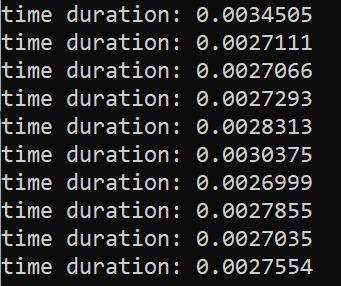 time duration: 0.0034505
time duration: 0.0027111
time duration: 0.0027066
time duration: 0.0027293
time duration: 0.0028313
time duration: 0.0030375
time duration: 0.0026999
time duration: 0.0027855
time duration: 0.0027035
time duration: 0.0027554